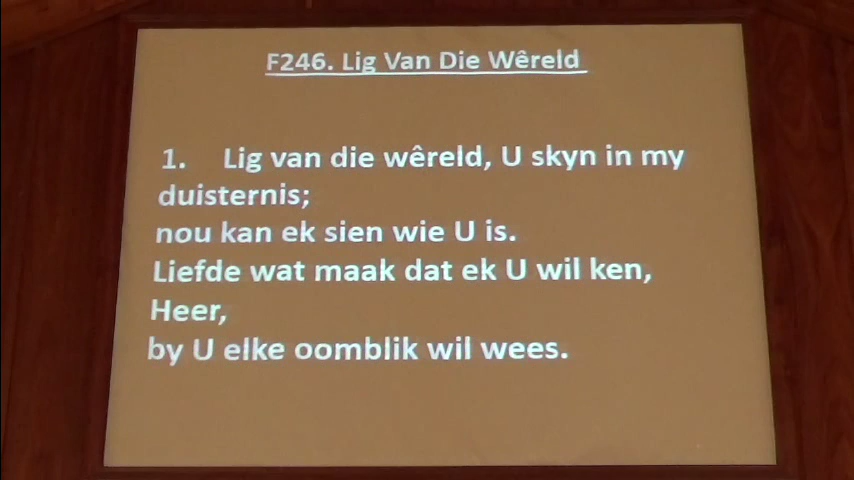 F246. Lig Van Die Wêreld
1. Lig van die wêreld, U skyn in my
duisternis;
nou kan ek sien wie U is.
Liefde wat maak dat ek U wil ken,
Heer,
by U elke oomblik wil wees.